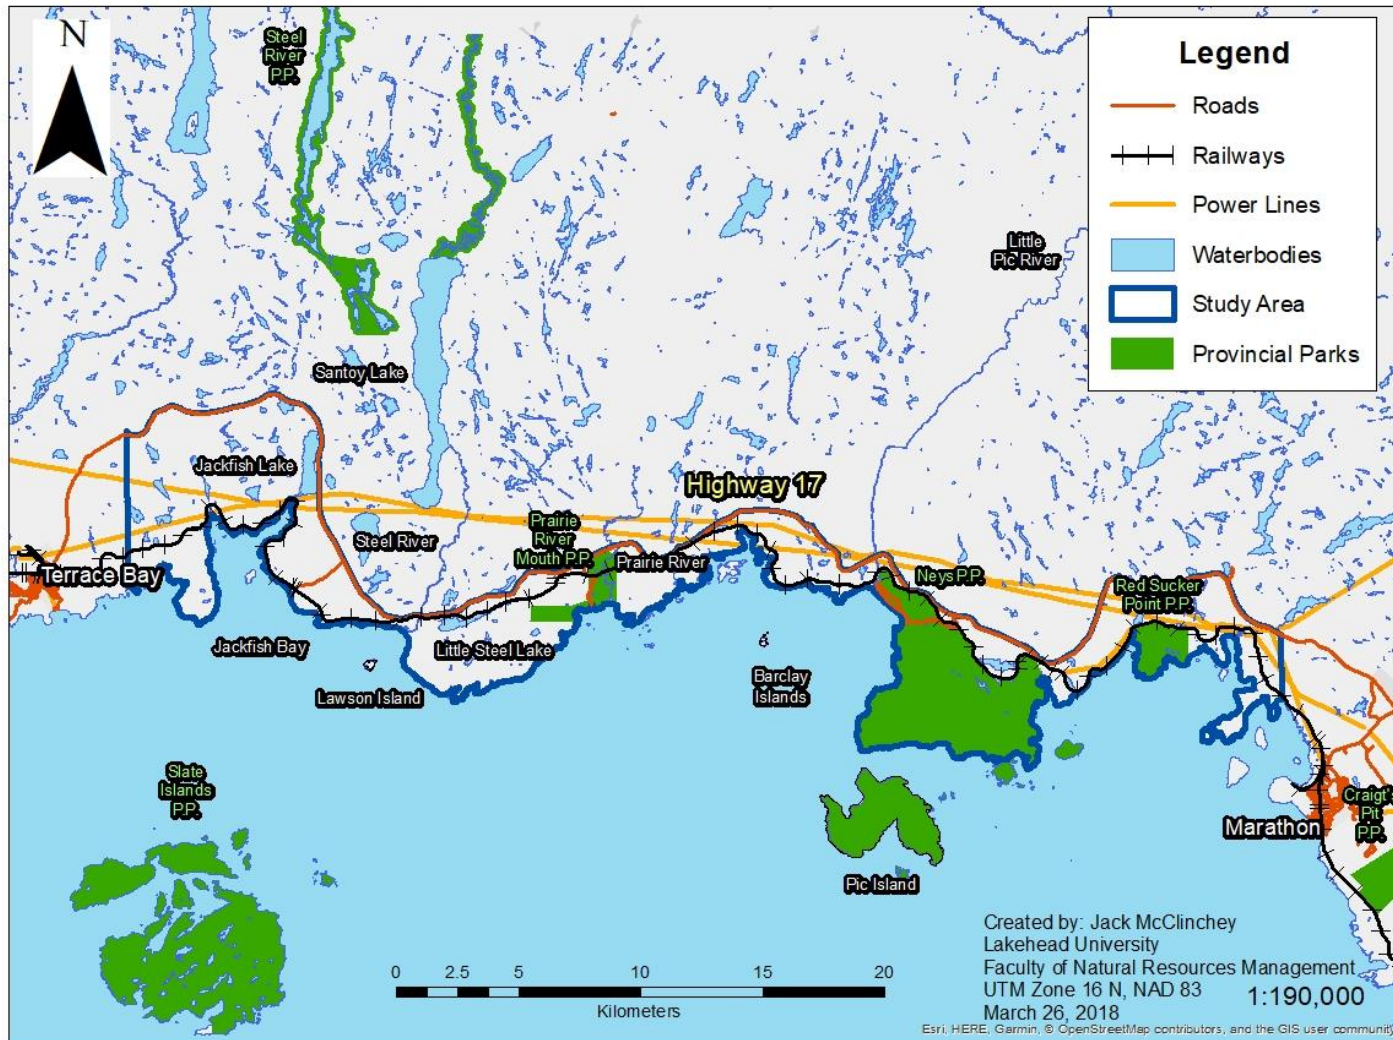 N
Steel
River
P.P.
Legend
Roads
Railways
Power Lines
Waterbodies
Study Area
Provincial Parks
Little
Pic River
Santoy Lake
Jackfish Lake
Highway 17
Steel River
Prairie
River
Mouth P.P.
Prairie River
Terrace Bay
Neys P.P.
Red Sucker
Point P.P.
Jackfish Bay
Little Steel Lake
Lawson Island
Barclay
Islands
Slate
Islands
P.P.
Marathon
Craigt's
Pit
P.P.
Pic Island
0 2.5 5 10 15 20
Kilometers
Created by: Jack McClinchey
Lakehead University
Faculty of Natural Resources Management
UTM Zone 16 N, NAD 83
1:190,000
March 26, 2018
Esri, HERE, Garmin, © OpenStreetMap contributors, and the GIS user community